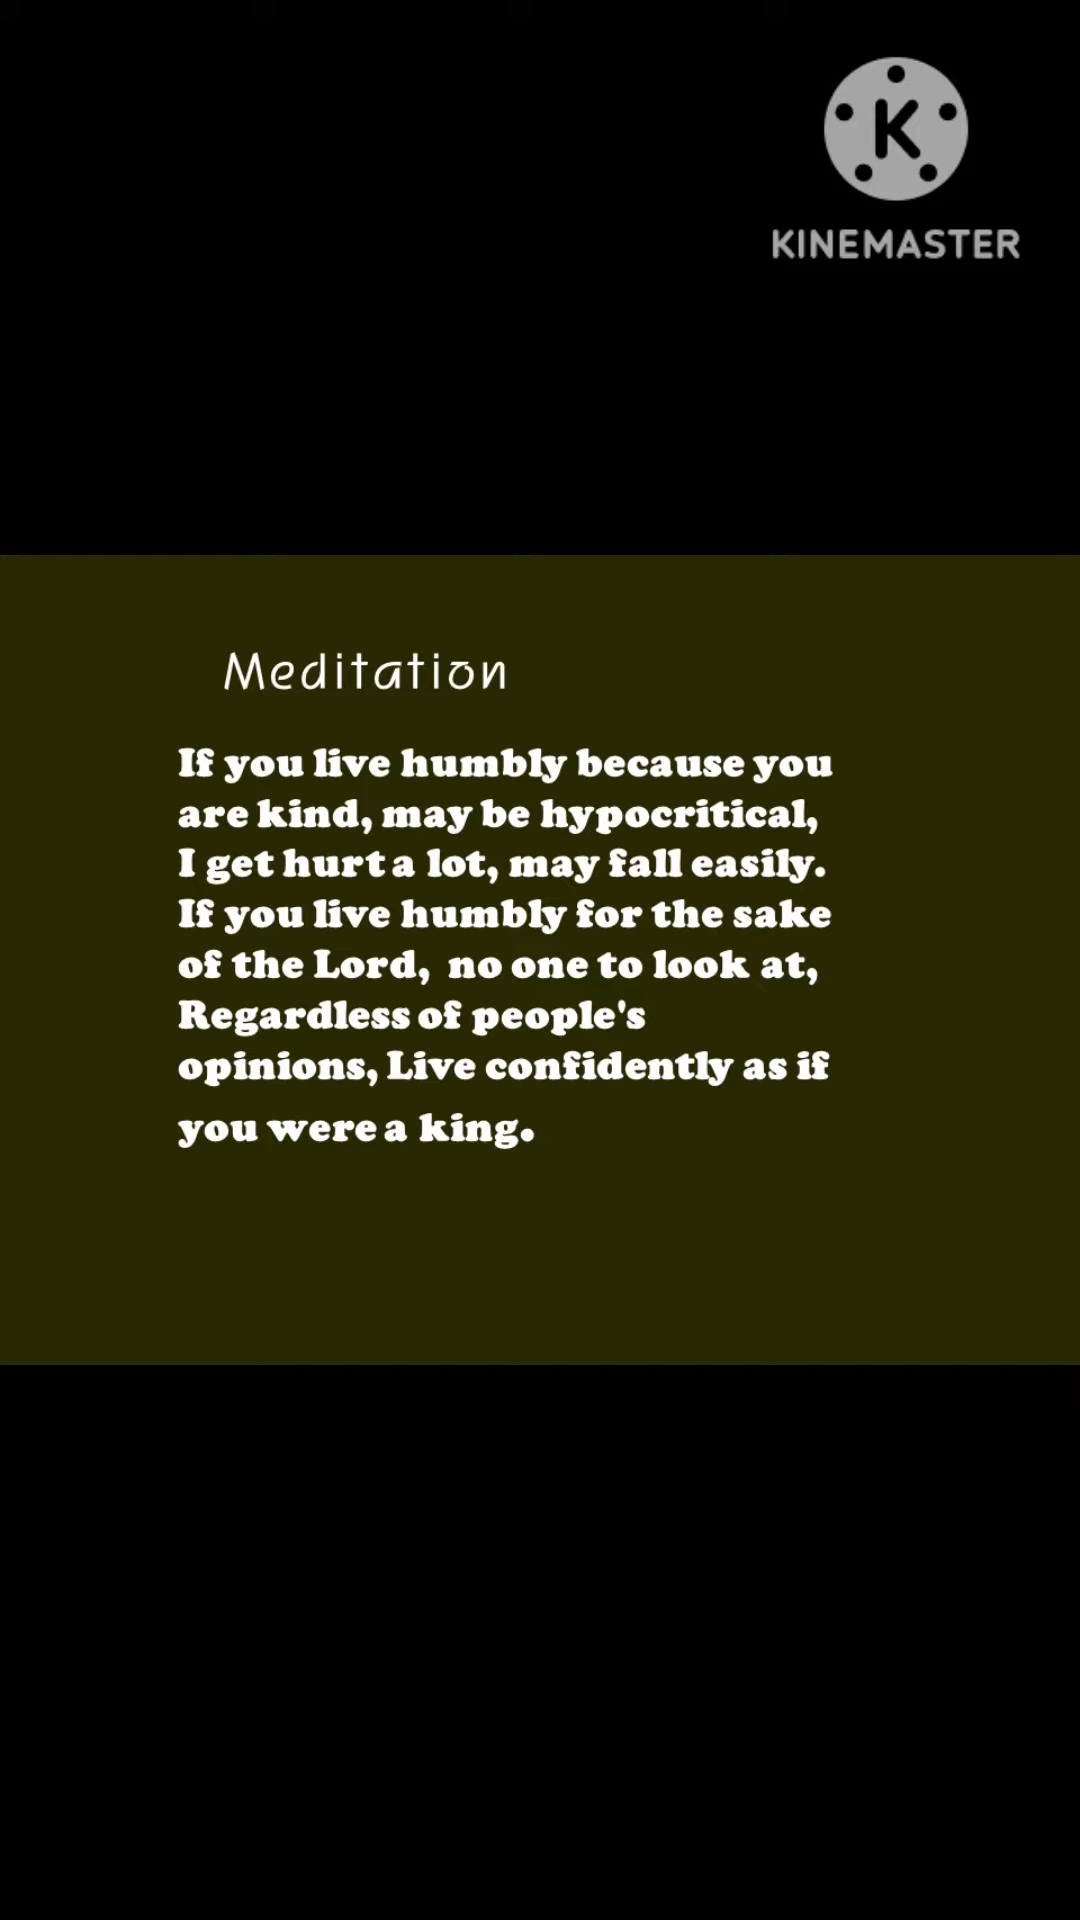 K
KINEMASTER
Meditation
If you live humbly because you
are kind, may be hypocritical,
I get hurt a lot, may fall easily.
If you live humbly for the sake
of the Lord,  no one to look at,
Regardless of people's
opinions, Live confidently as if
you were a king.